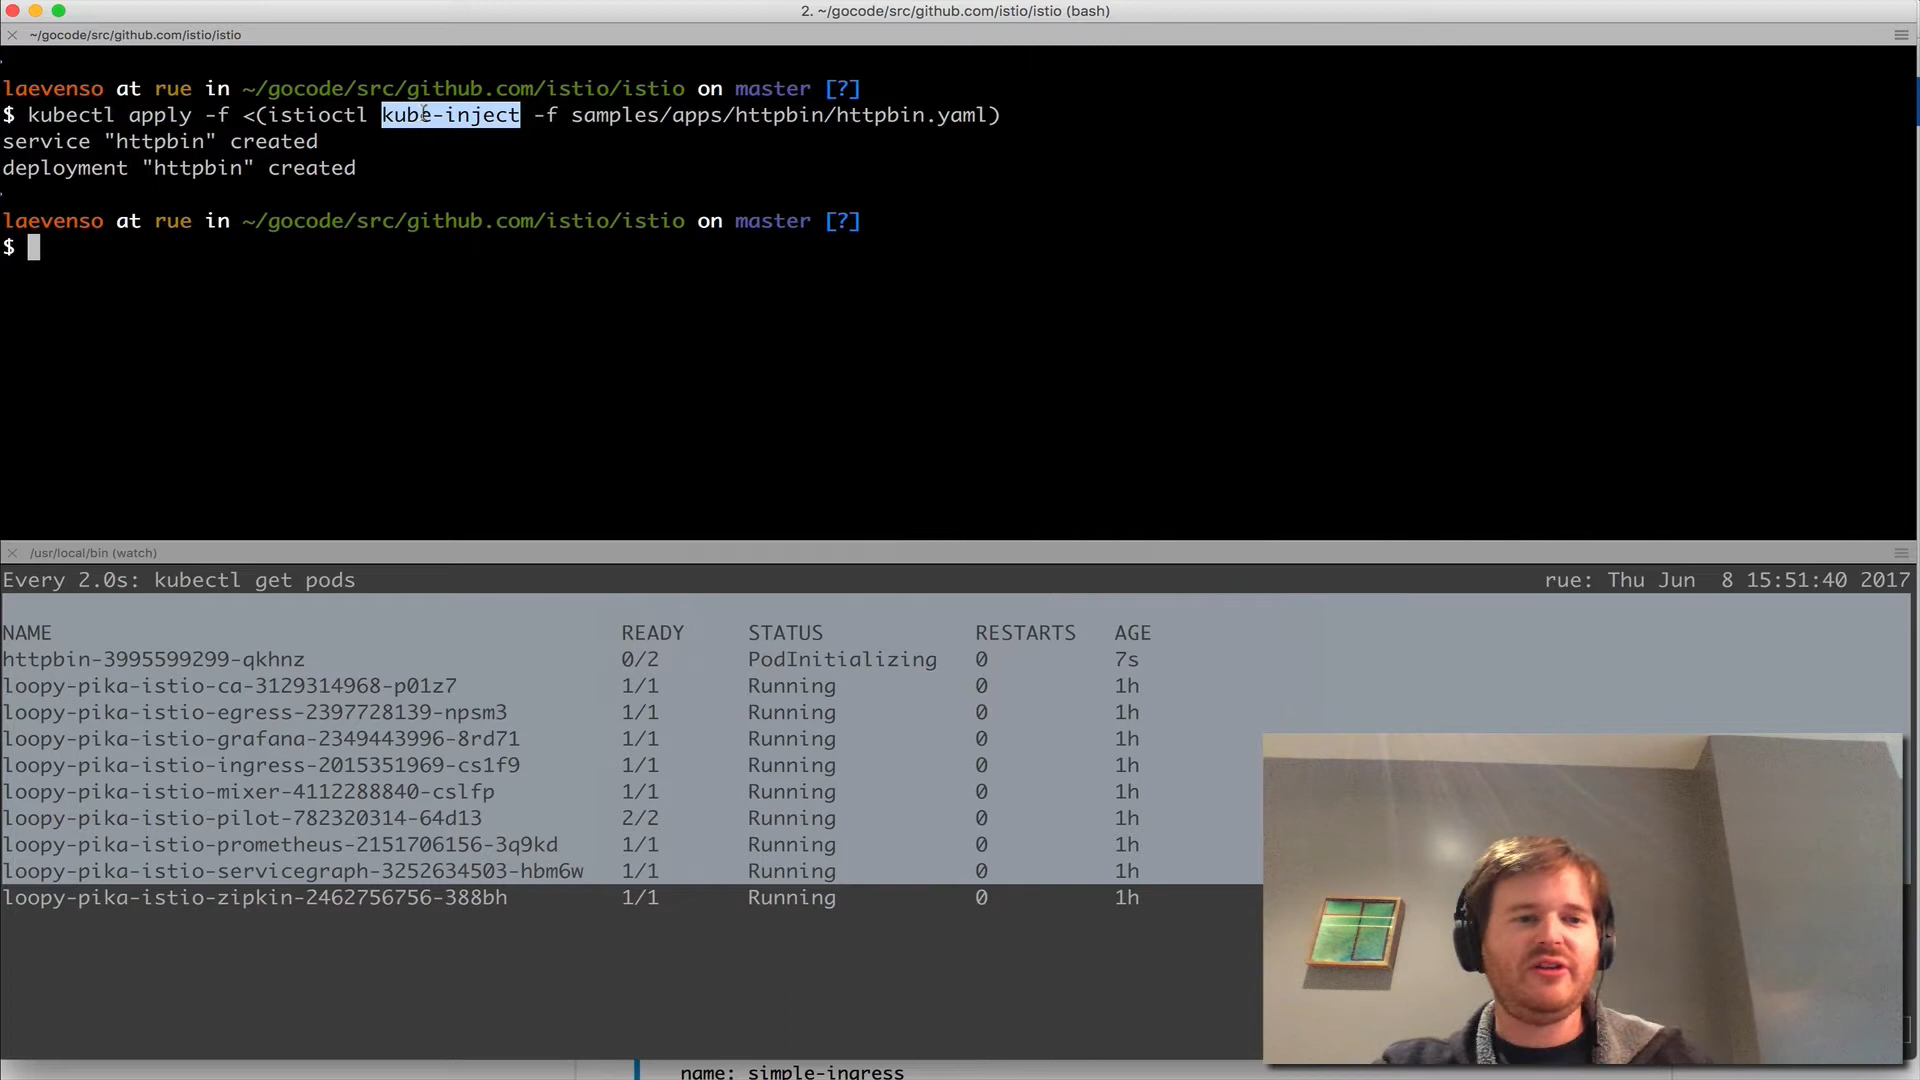 2. ~/gocode/src/github.com/istio/istio (bash)
~/gocode/src/github.com/istio/istio
laevenso at rue in ~/gocode/src/github.com/istio/istio on master [?]
$ kubectl apply -f <(istioctl kube-inject -f samples/apps/httpbin/httpbin.yaml)
service "httpbin" created
deployment "httpbin" created
laevenso at rue in ~/gocode/src/github.com/istio/istio on master [?]
$
/usr/local/bin (watch)
Every 2.0s: kubectl get pods rue: Thu Jun 8 15:51:40 2017
NAME READY STATUS RESTARTS AGE
httpbin-3995599299-qkhnz 0/2 PodInitializing 0 7s
loopy-pika-istio-ca-3129314968-p01z7 1/1 Running 0 1h
loopy-pika-istio-egress-2397728139-npsm3 1/1 Running 0 1h
loopy-pika-istio-grafana-2349443996-8rd71 1/1 Running 0 1h
loopy-pika-istio-ingress-2015351969-cs1f9 1/1 Running 0 1h
loopy-pika-istio-mixer-4112288840-cslfp 1/1 Running 0 1h
loopy-pika-istio-pilot-782320314-64d13 2/2 Running 0 1h
loopy-pika-istio-prometheus-2151706156-3q9kd 1/1 Running 0 1h
loopy-pika-istio-servicegraph-3252634503-hbm6w 1/1 Running 0 1h
loopy-pika-istio-zipkin-2462756756-388bh 1/1 Running 0 1h
name: simple-ingress